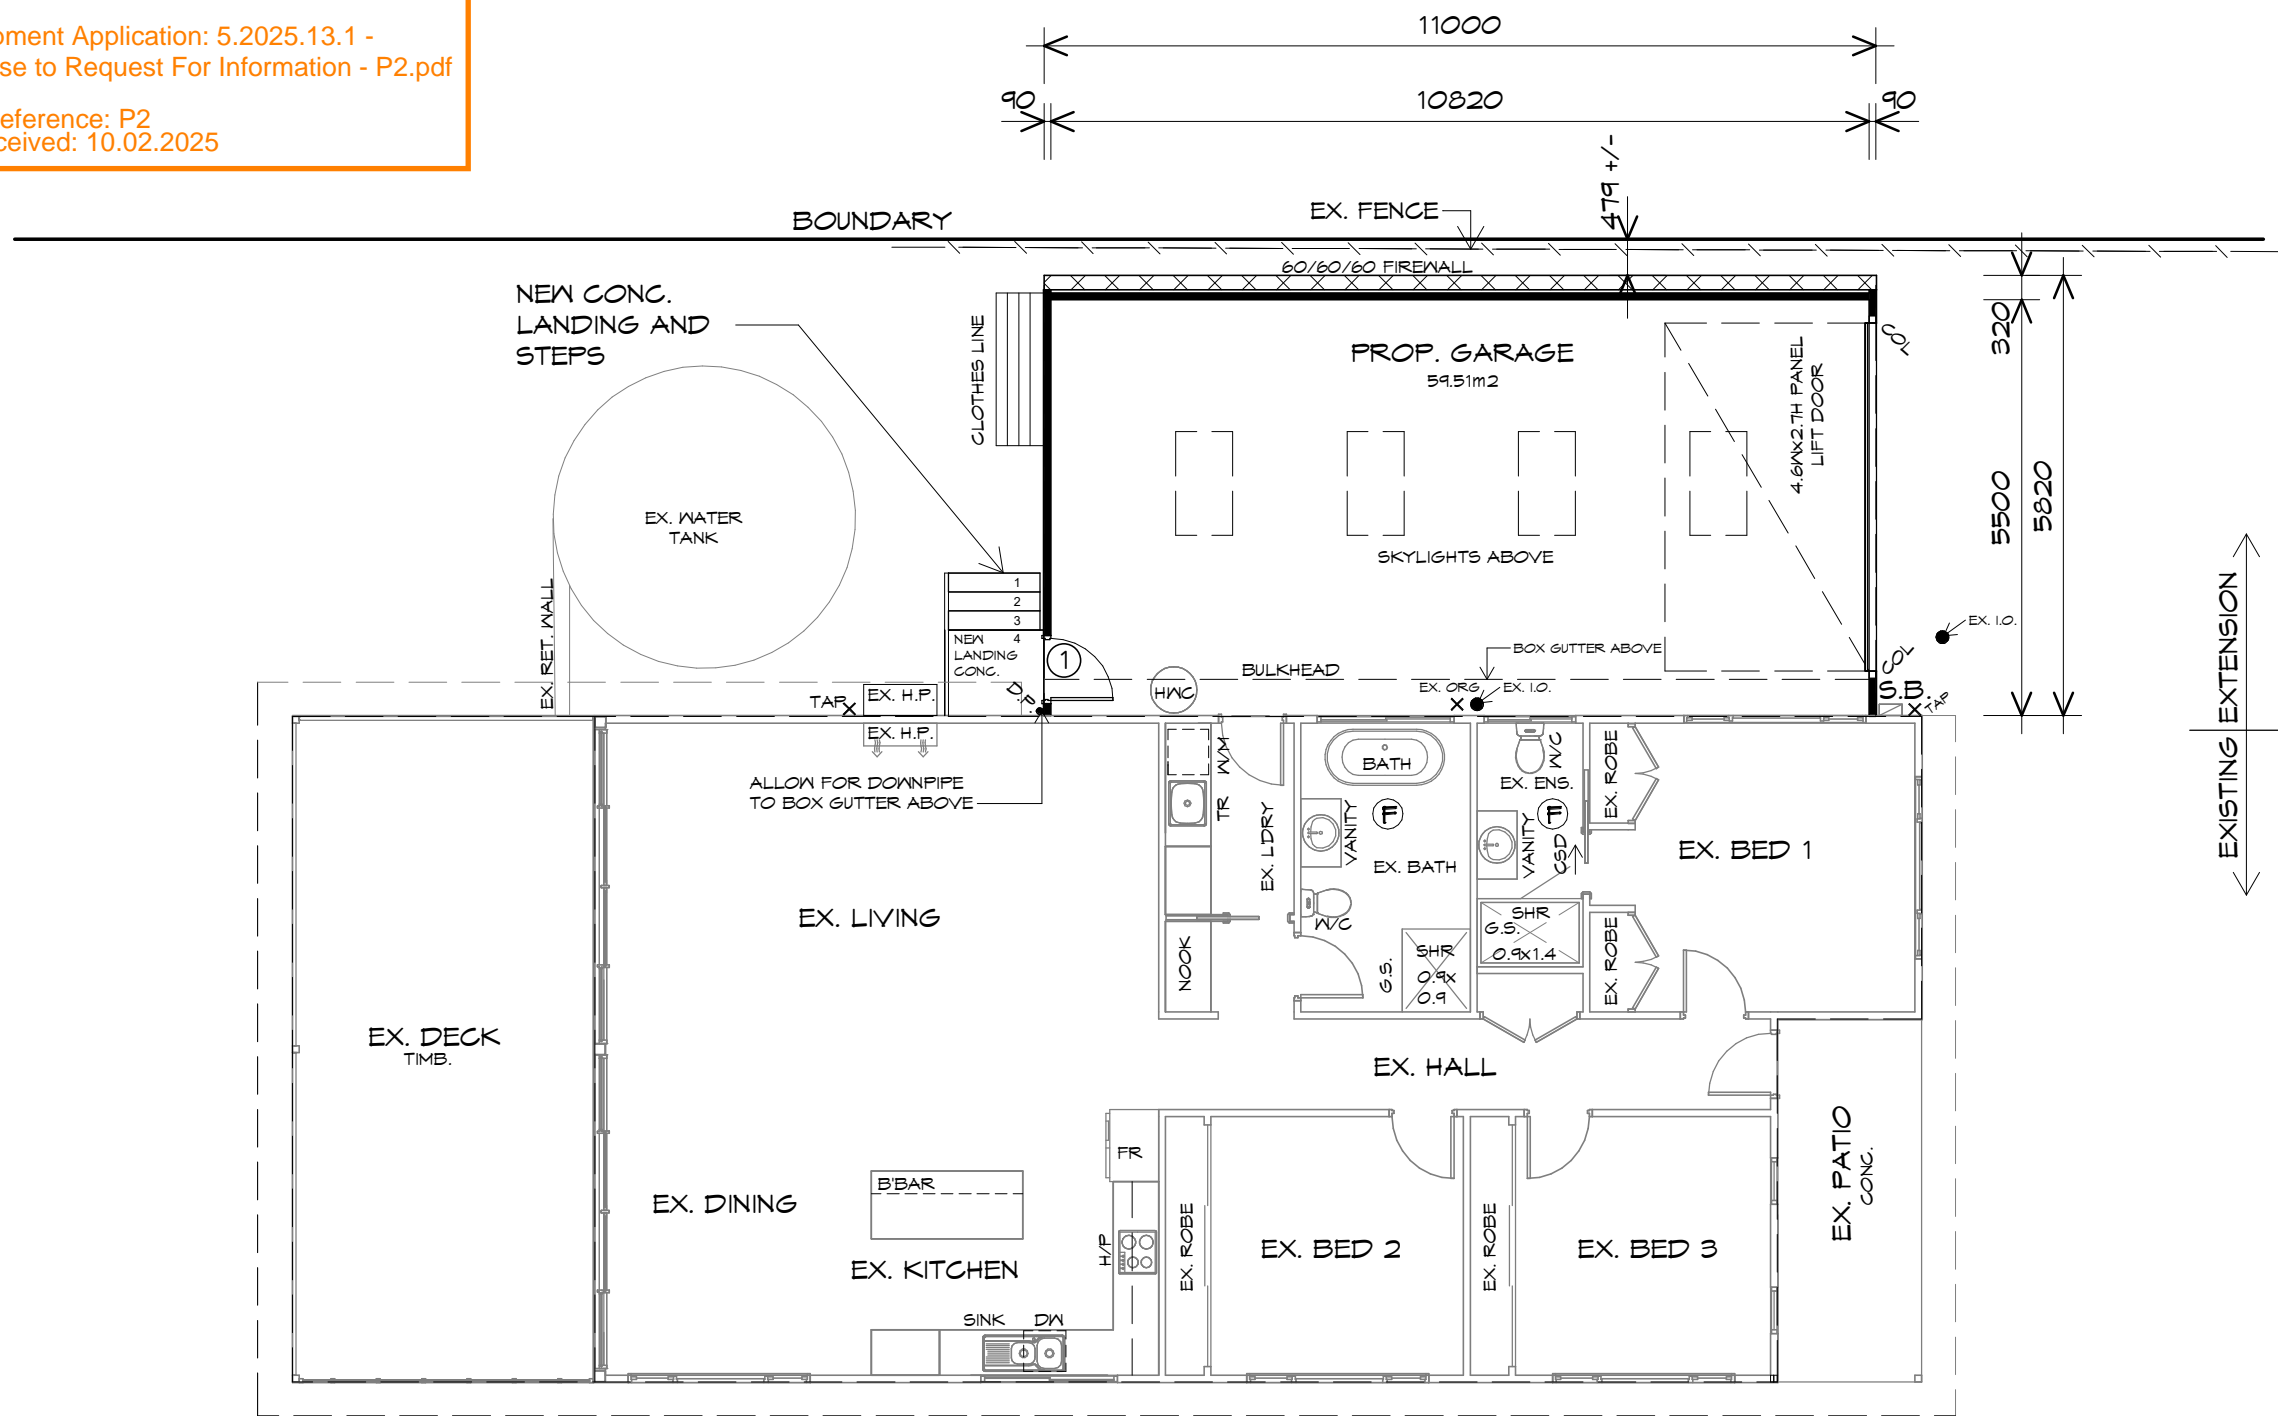 oment Application: 5.2025.13.1 -
se to Request For Information - P2.pdf
eference: P2
ceived: 10.02.2025
11000
90
10820
90
479 +/-
BOUNDARY
EX. FENCE
60/60/60 FIREWALL
NEW CONC.
LANDING AND
STEPS
CLOTHES LINE
PROP. GARAGE
59.51m2
4.6Wx2.7H PANEL
LIFT DOOR
COL
320
5500
5820
EX. WATER
TANK
SKYLIGHTS ABOVE
EX. RET. WALL
1
2
3
4
NEW
LANDING
CONC.
1
D.P.
HWC
BULKHEAD
BOX GUTTER ABOVE
EX. ORG
EX. I.O.
COL
EX. I.O.
S.B.
TAP
EXISTING
EXTENSION
TAP
EX. H.P.
EX. H.P.
ALLOW FOR DOWNPIPE
TO BOX GUTTER ABOVE
W/M
TR
EX. LDRY
NOOK
BATH
VANITY
F
EX. BATH
W/C
G.S.
SHR
0.9x
0.9
W/C
EX. ENS.
VANITY
F
CSD
SHR
G.S.
0.9x1.4
EX. ROBE
EX. ROBE
EX. BED 1
EX. LIVING
EX. DECK
TIMB.
EX. HALL
EX. PATIO
CONC.
FR
B'BAR
EX. DINING
EX. KITCHEN
H/P
SINK
DW
EX. ROBE
EX. BED 2
EX. ROBE
EX. BED 3